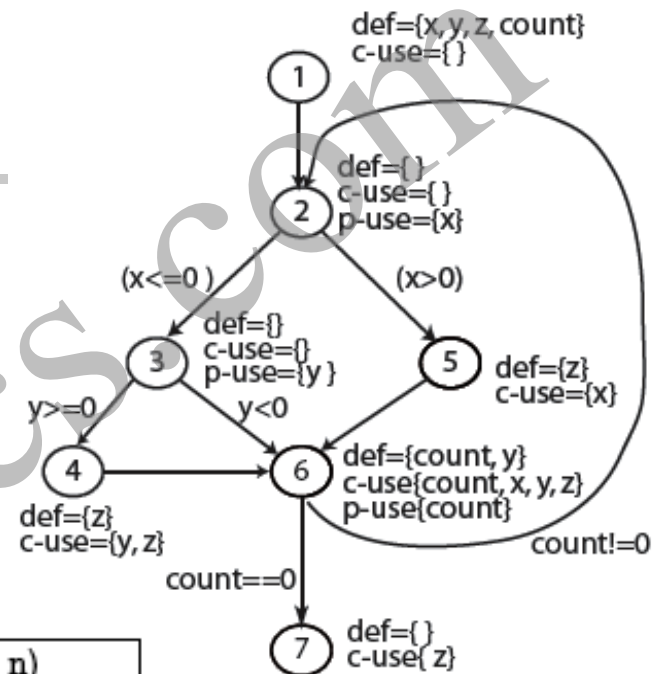 def={x,y,z,count}
c-use={ }
1
def={ }
c-use={ }
p-use={x}
2
(x<=0 )
(x>0)
def={}
c-use={}
p-use={y }
3
5
def={z}
c-use={x}
y>=0
y<0
4
6
def={count, y}
c-use{count, x, y, z}
p-use{count}
def={z}
c-use={y, z}
count!=0
count==0
7
def={ }
c-use{ z}
n)